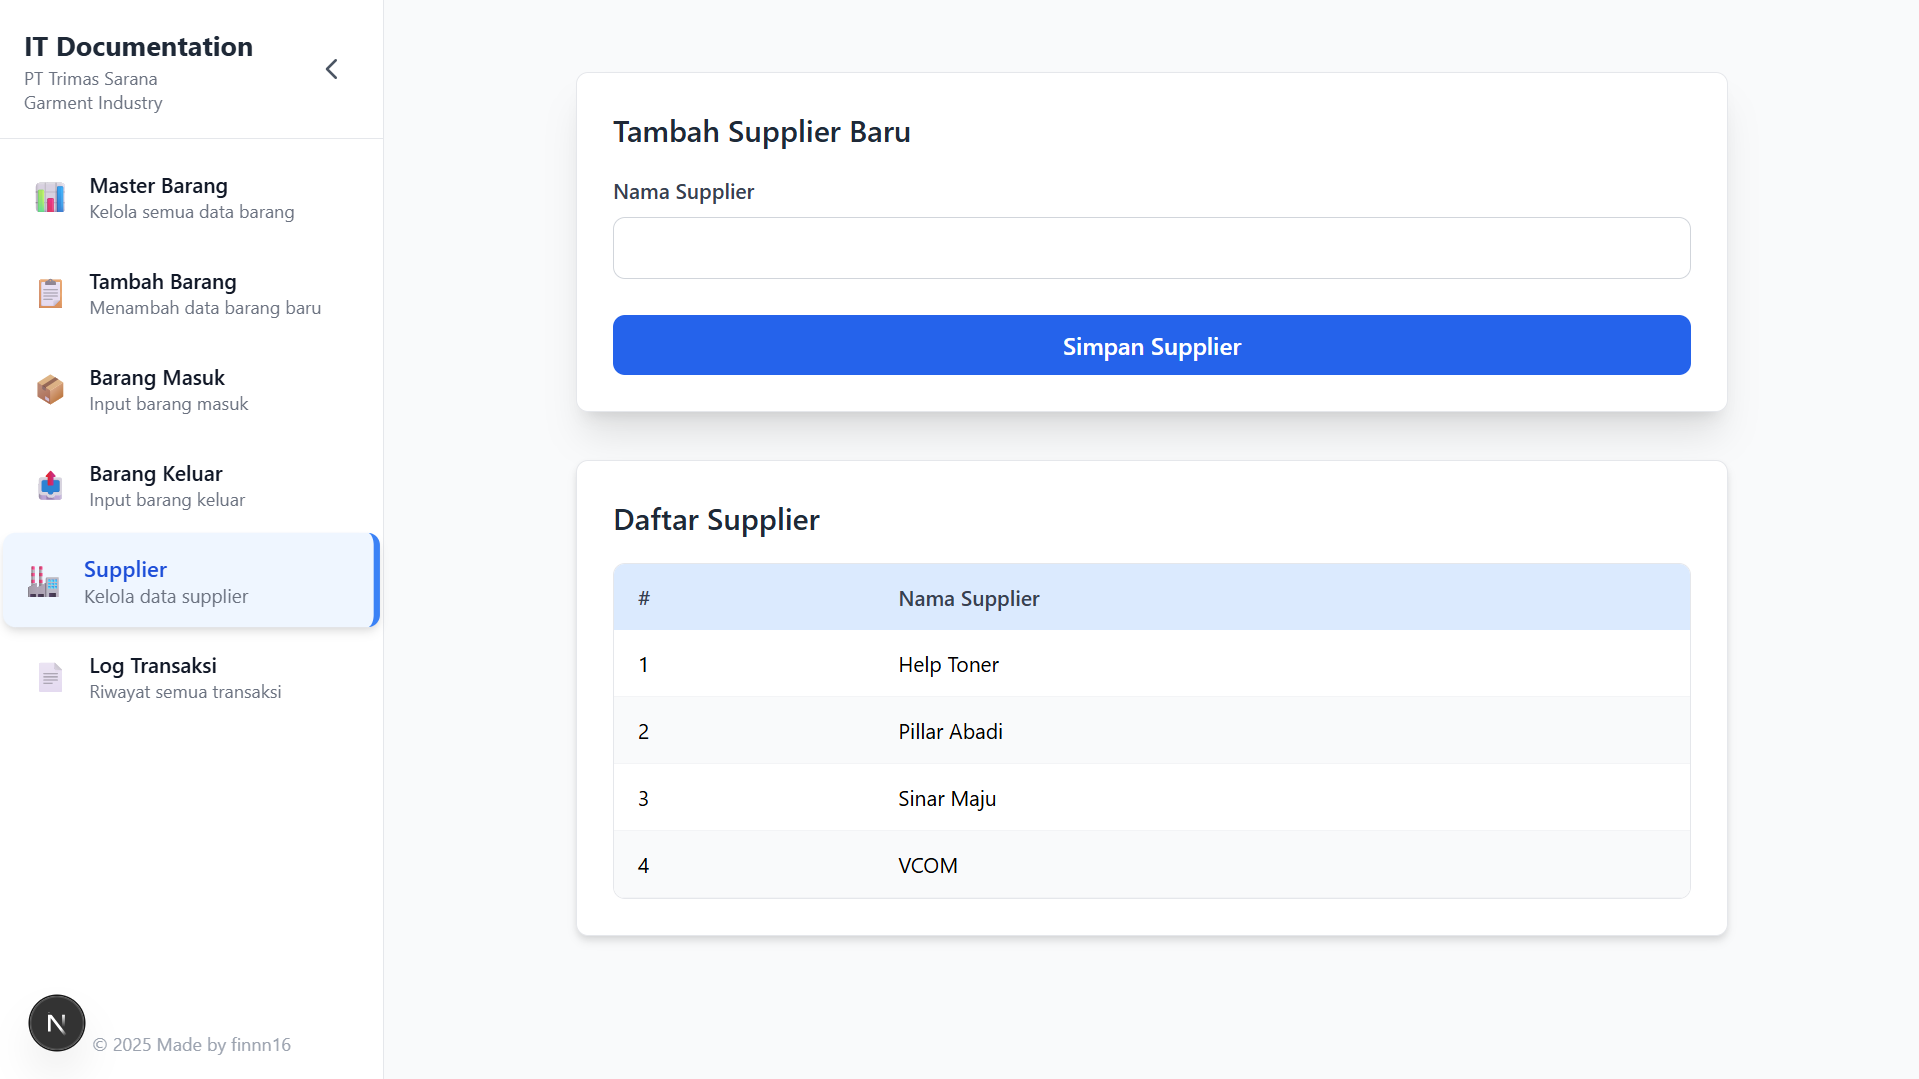 IT Documentation
PT Trimas Sarana
Garment Industry
Master Barang
Kelola semua data barang
Tambah Barang
Menambah data barang baru
Barang Masuk
Input barang masuk
Barang Keluar
Input barang keluar
Supplier
Kelola data supplier
Log Transaksi
Riwayat semua transaksi
N
© 2025 Made by finnn16
Tambah Supplier Baru
Nama Supplier
Simpan Supplier
Daftar Supplier
# Nama Supplier
1 Help Toner
2 Pillar Abadi
3 Sinar Maju
4 VCOM